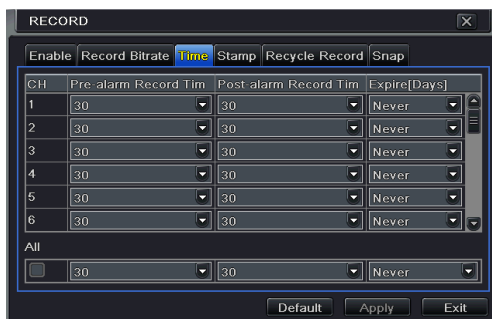 RECORD
Enable Record Bitrate Time Stamp Recycle Record Snap
CH Pre-alarm Record Tim Post-alarm Record Tim Expire[Days]
1 30 30 Never
2 30 30 Never
3 30 30 Never
4 30 30 Never
5 30 30 Never
6 30 30 Never
All
30 30 Never
Default Apply Exit